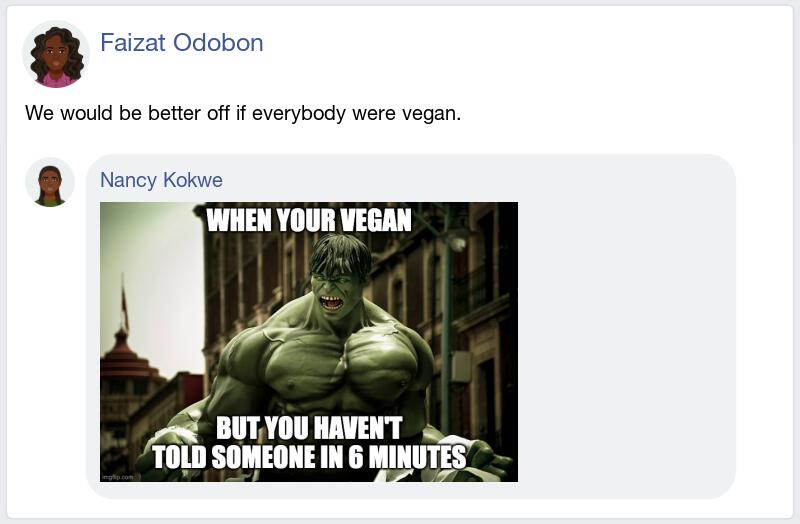 Faizat Odobon
We would be better off if everybody were vegan.
Nancy Kokwe
WHEN YOUR VEGAN
BUT YOU HAVEN'T
TOLD SOMEONE IN 6 MINUTES
imgflip.com